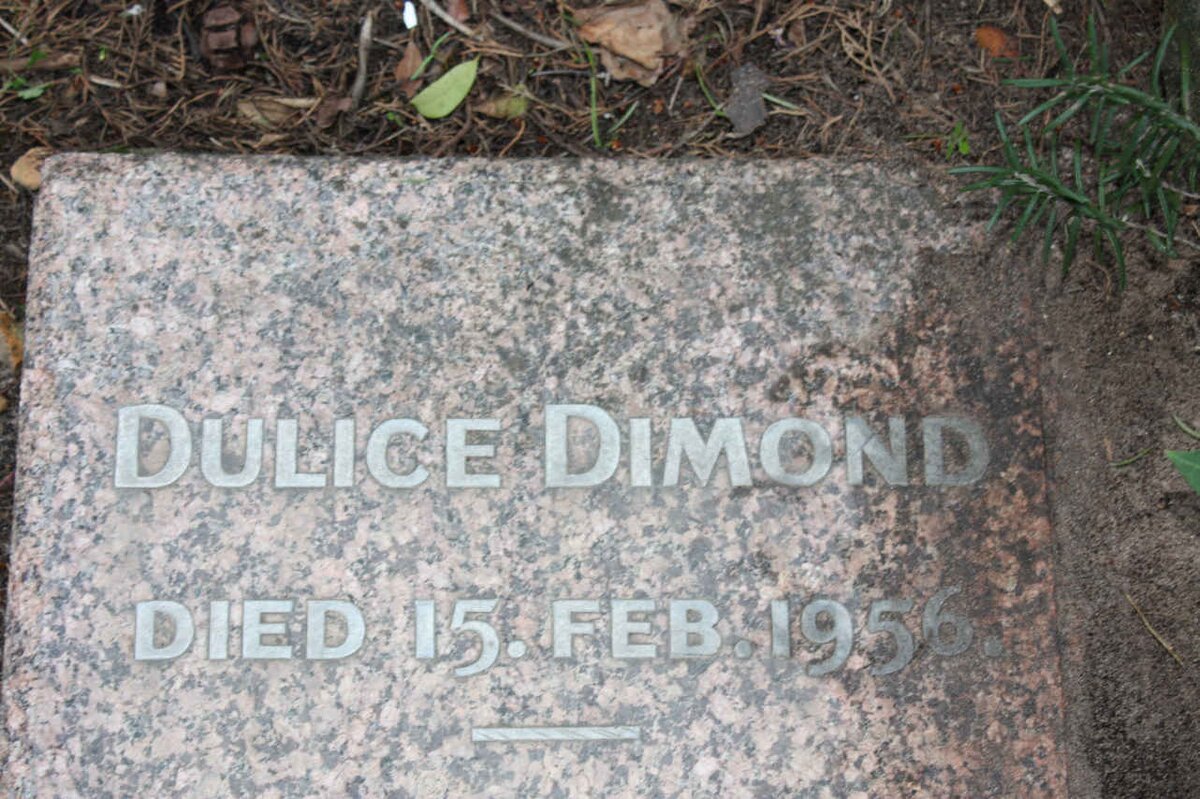 DULICE DIMOND
DIED 15. FEB. 1956.